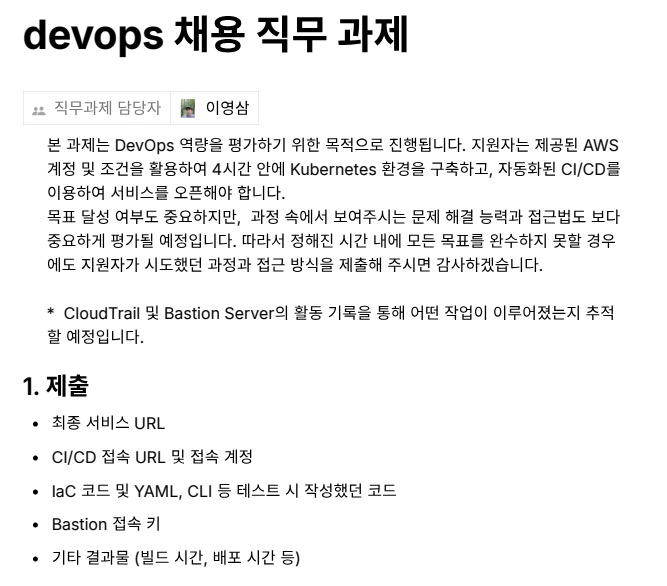 devops 채용 직무 과제
직무과제 담당자 이영삼
본 과제는 DevOps 역량을 평가하기 위한 목적으로 진행됩니다. 지원자는 제공된 AWS
계정 및 조건을 활용하여 4시간 안에 Kubernetes 환경을 구축하고, 자동화된 CI/CD를
이용하여 서비스를 오픈해야 합니다.
목표 달성 여부도 중요하지만, 과정 속에서 보여주시는 문제 해결 능력과 접근법도 보다
중요하게 평가될 예정입니다. 따라서 정해진 시간 내에 모든 목표를 완수하지 못할 경우
에도 지원자가 시도했던 과정과 접근 방식을 제출해 주시면 감사하겠습니다.
* CloudTrail 및 Bastion Server의 활동 기록을 통해 어떤 작업이 이루어졌는지 추적
할 예정입니다.
1. 제출
• 최종 서비스 URL
• CI/CD 접속 URL 및 접속 계정
• IaC 코드 및 YAML, CLI 등 테스트 시 작성했던 코드
• Bastion 접속 키
• 기타 결과물 (빌드 시간, 배포 시간 등)